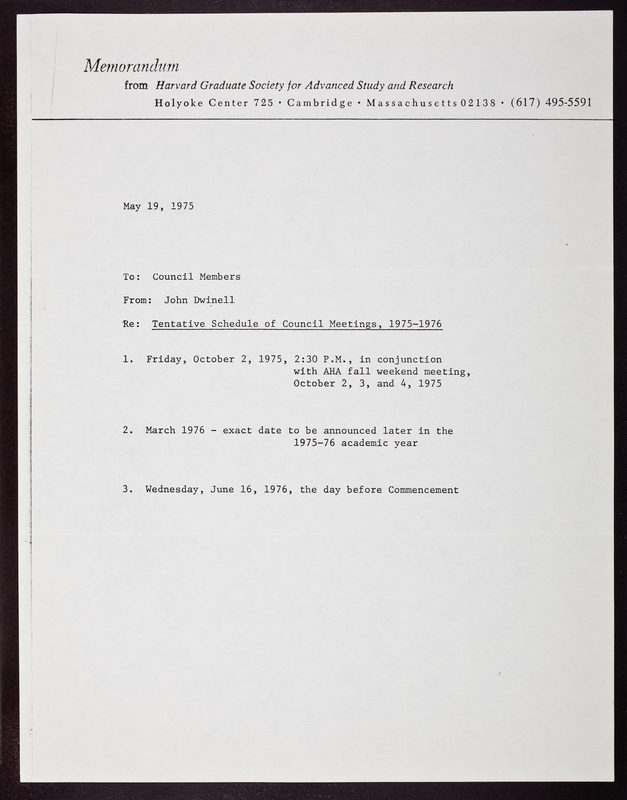 Memorandum
from Harvard Graduate Society for Advanced Study and Research
Holyoke Center 725 · Cambridge · Massachusetts 02138 · (617) 495-5591
May 19, 1975
To: Council Members
From: John Dwinell
Re: Tentative Schedule of Council Meetings, 1975-1976
1. Friday, October 2, 1975, 2:30 P.M., in conjunction
with AHA fall weekend meeting,
October 2, 3, and 4, 1975
2. March 1976 - exact date to be announced later in the
1975-76 academic year
3. Wednesday, June 16, 1976, the day before Commencement